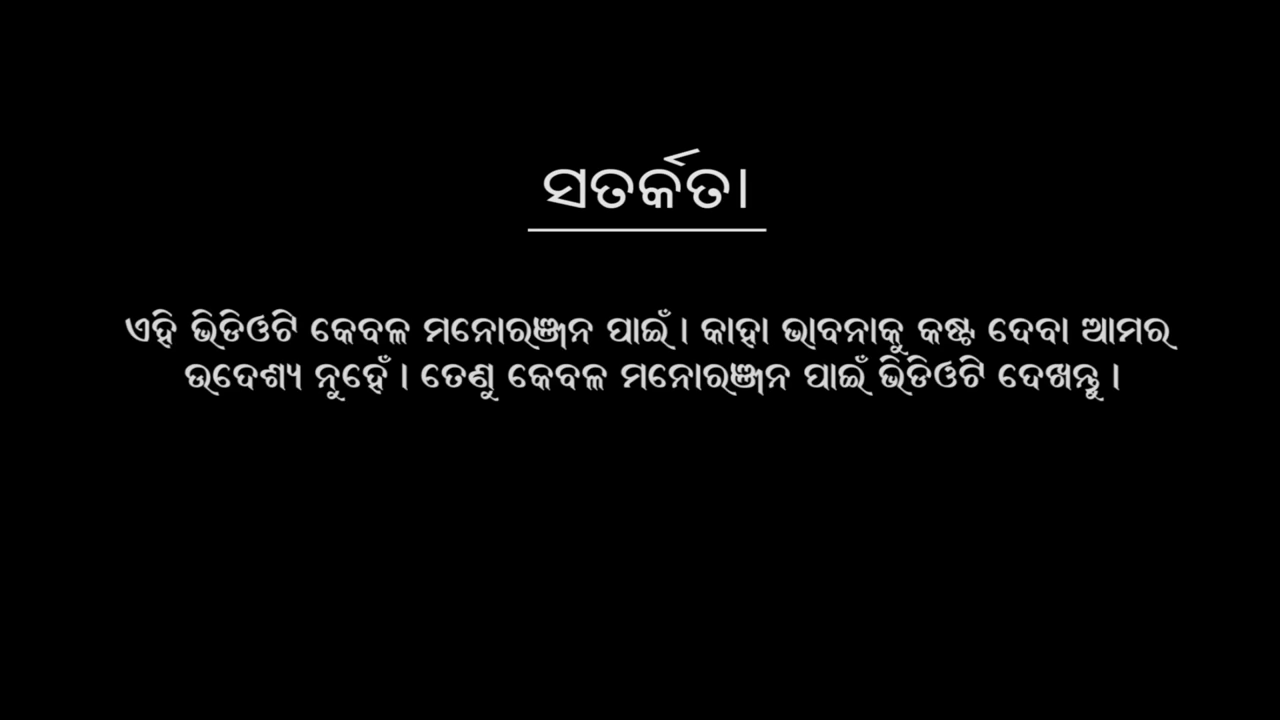 ସତର୍କତା
ଏହି ଭିଡିଓଟି କେବଳ ମନୋରଞ୍ଜନ ପାଇଁ । କାହା ଭାବନାକୁ କଷ୍ଟ ଦେବା ଆମର
ଉଦେଶ୍ୟ ନୁହେଁ । ତେଣୁ କେବଳ ମନୋରଞ୍ଜନ ପାଇଁ ଭିଡିଓଟି ଦେଖନ୍ତୁ ।